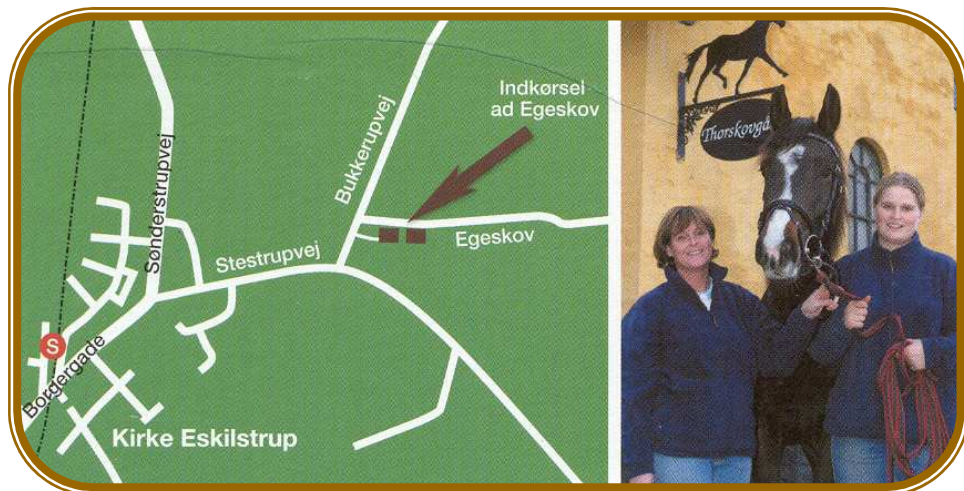 Indkørsel
ad Egeskov
Bukkerupvej
Sønderstrupvej
Egeskov
Stestrupvej
S
Borgergade
Kirke Eskilstrup
Thorskovgå